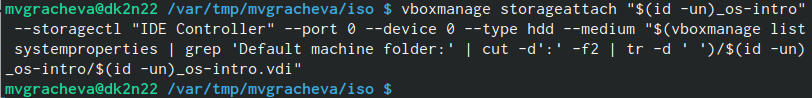 mvgracheva@dk2n22 /var/tmp/mvgracheva/iso $ vboxmanage storageattach "$(id -un)_os-intro"
 --storagectl "IDE Controller" --port 0 --device 0 --type hdd --medium "$(vboxmanage list
 systemproperties | grep 'Default machine folder:' | cut -d':' -f2 | tr -d ' ')/$(id -un)
_os-intro/$(id -un)_os-intro.vdi"
mvgracheva@dk2n22 /var/tmp/mvgracheva/iso $